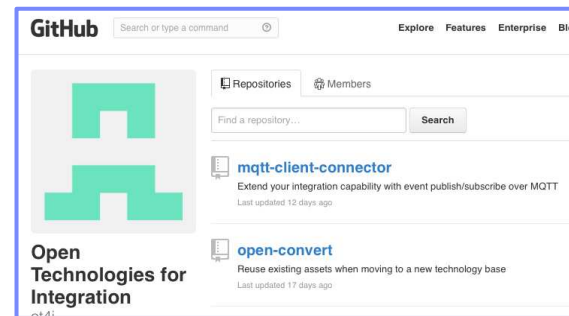 GitHub Search or type a command Explore Features Enterprise
Repositories Members
Find a repository... Search
mqtt-client-connector
Extend your integration capability with event publish/subscribe over MQTT
Last updated 12 days ago
open-convert
Reuse existing assets when moving to a new technology base
Last updated 17 days ago
Open
Technologies for
Integration